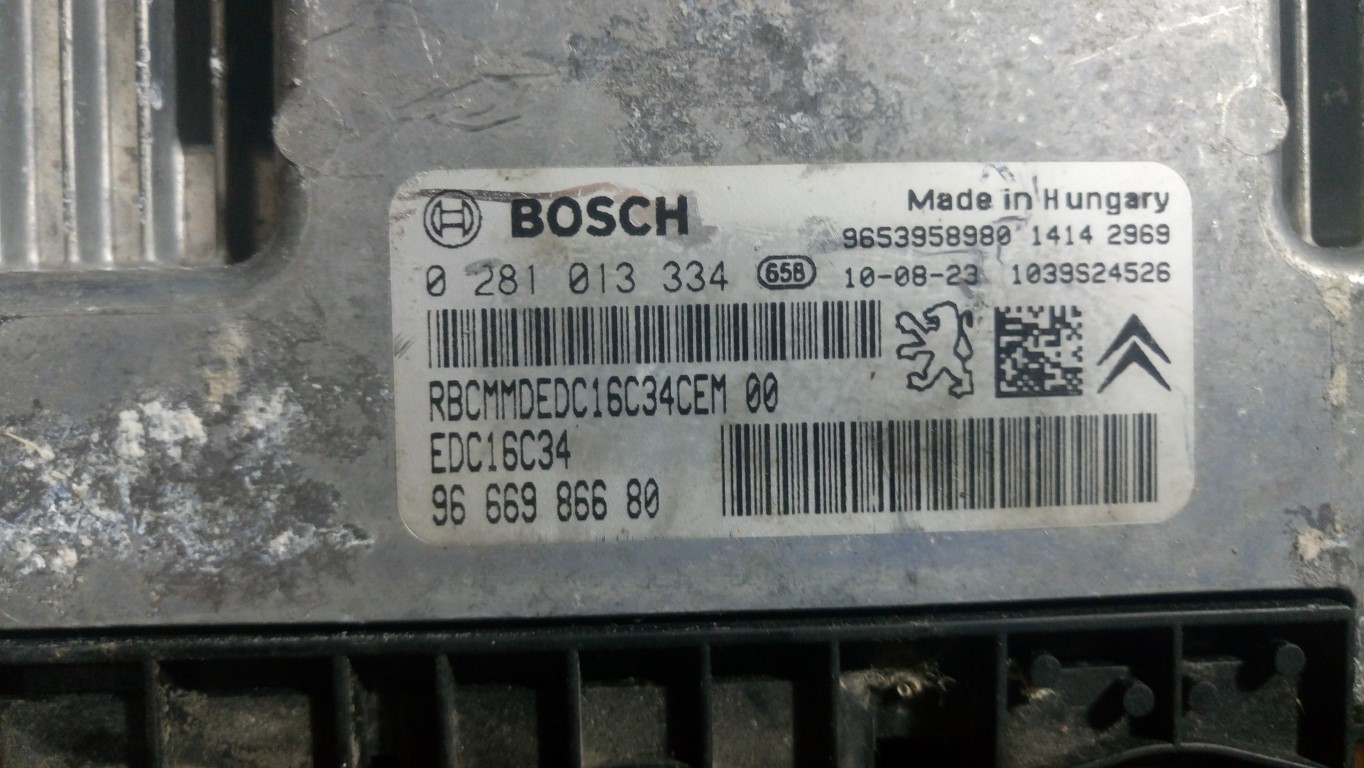 BOSCH
Made in Hungary
9653958980 1414 2969
0 281 013 334 65B 10-08-23 1039S24526
RBCMMDEDC16C34CEM 00
EDC16C34
96 669 866 80